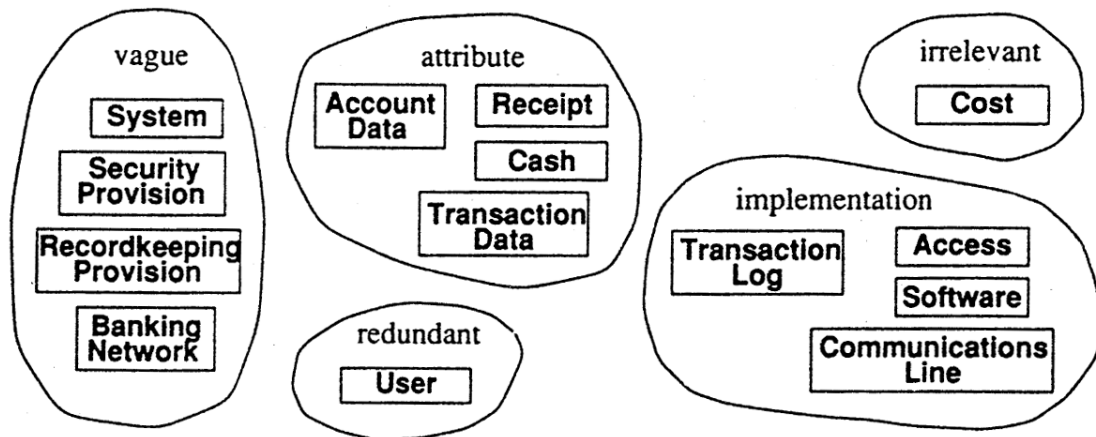 vague
System
Security
Provision
Recordkeeping
Provision
Banking
Network
attribute
Account
Data
Receipt
Cash
Transaction
Data
redundant
User
irrelevant
Cost
implementation
Transaction
Log
Access
Software
Communications
Line